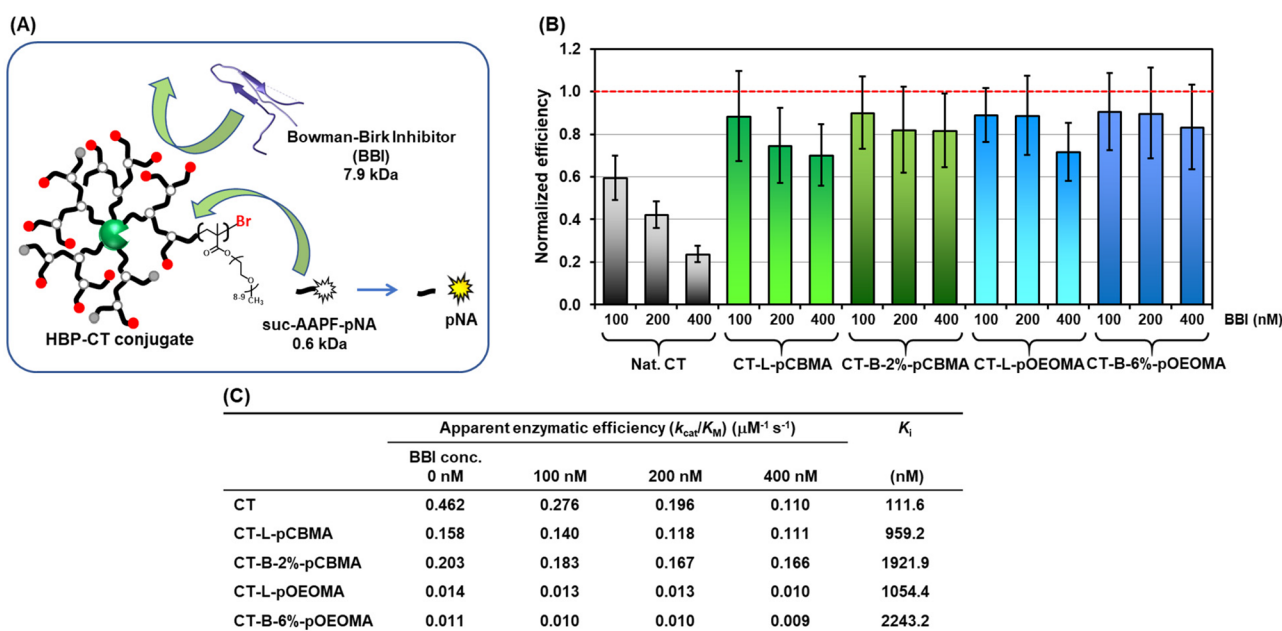 (A)
Bowman-Birk Inhibitor
(BBI)
7.9 kDa
Br
O
O
O
8-9
CH3
HBP-CT conjugate
suc-AAPF-pNA
0.6 kDa
pNA
(B)
Normalized efficiency
1.2
1.0
0.8
0.6
0.4
0.2
0.0
100 200 400 100 200 400 100 200 400 100 200 400 100 200 400 BBI (nM)
Nat. CT CT-L-pCBMA CT-B-2%-pCBMA CT-L-pOEOMA CT-B-6%-pOEOMA
(C)
Apparent enzymatic efficiency (kcat/KM) (μM-1 s-1) Ki
BBI conc.
0 nM 100 nM 200 nM 400 nM (nM)
CT 0.462 0.276 0.196 0.110 111.6
CT-L-pCBMA 0.158 0.140 0.118 0.111 959.2
CT-B-2%-pCBMA 0.203 0.183 0.167 0.166 1921.9
CT-L-pOEOMA 0.014 0.013 0.013 0.010 1054.4
CT-B-6%-pOEOMA 0.011 0.010 0.010 0.009 2243.2